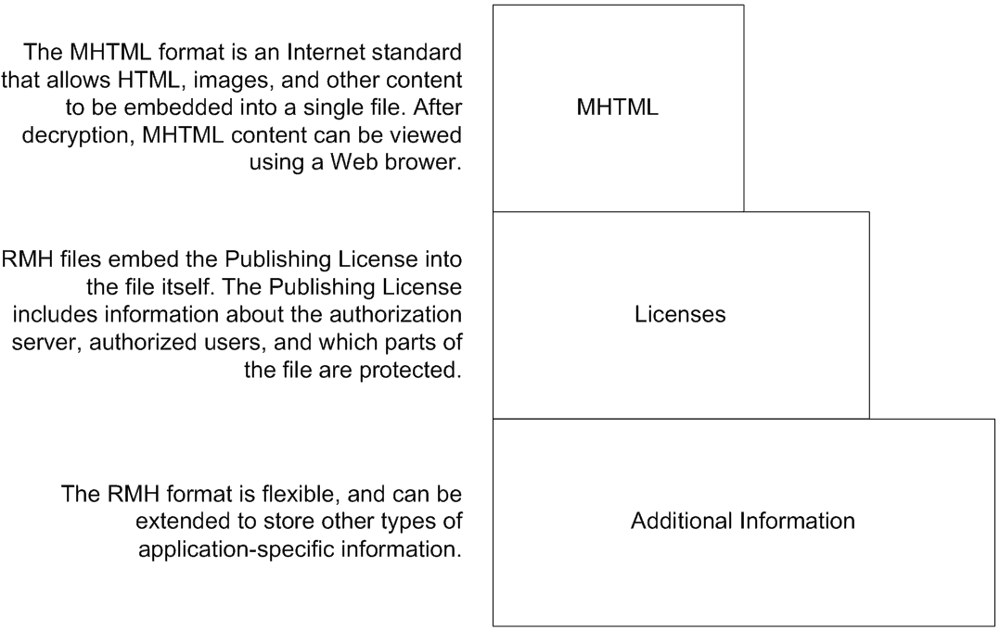 The MHTML format is an Internet standard
that allows HTML, images, and other content
to be embedded into a single file. After
decryption, MHTML content can be viewed
using a Web brower.
MHTML
RMH files embed the Publishing License into
the file itself. The Publishing License
includes information about the authorization
server, authorized users, and which parts of
the file are protected.
Licenses
The RMH format is flexible, and can be
extended to store other types of
application-specific information.
Additional Information